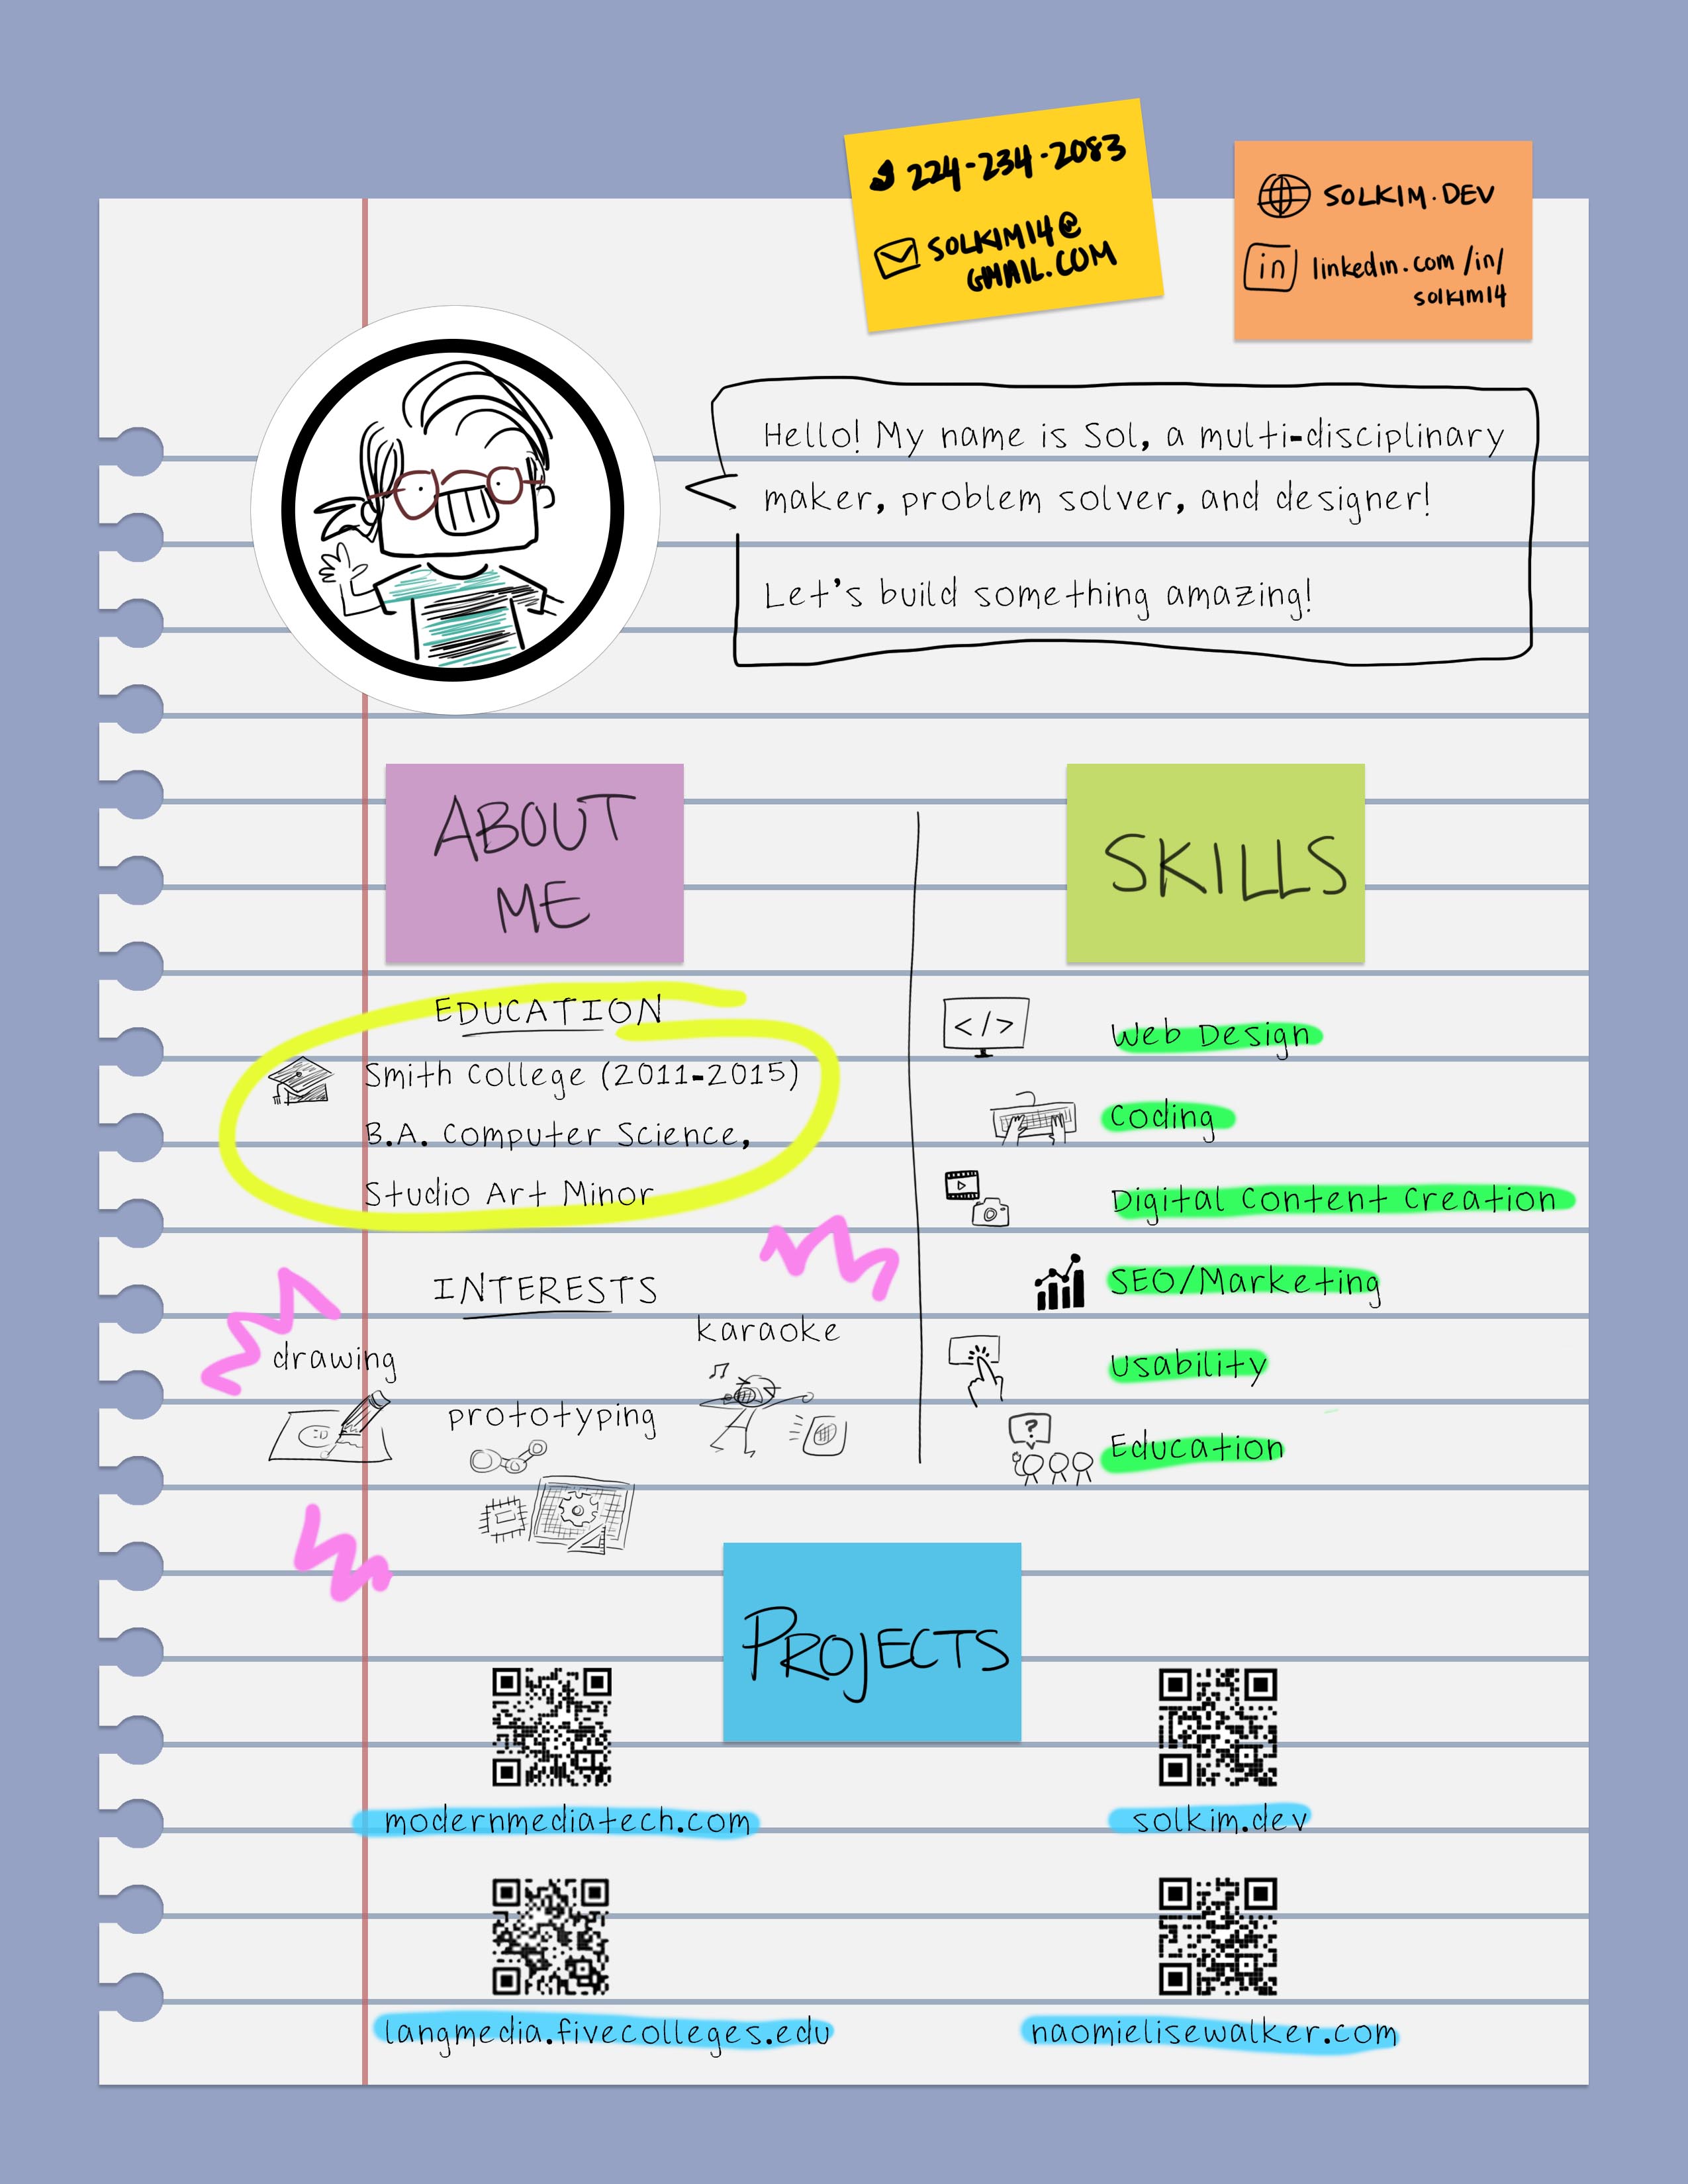 224-234-2083
SOLKIM14@
GMAIL.COM
SOLKIM.DEV
in linkedin.com/in/
solkim14
Hello! My name is Sol, a multi-disciplinary
maker, problem solver, and designer!
Let's build something amazing!
ABOUT
ME
EDUCATION
Smith College (2011-2015)
B.A. Computer Science,
Studio Art Minor
INTERESTS
drawing
karaoke
prototyping
SKILLS
</>
Web Design
Coding
Digital Content Creation
SEO/Marketing
Usability
?
Education
PROJECTS
modernmediatech.com
solkim.dev
langmedia.fivecolleges.edu
naomielisewalker.com